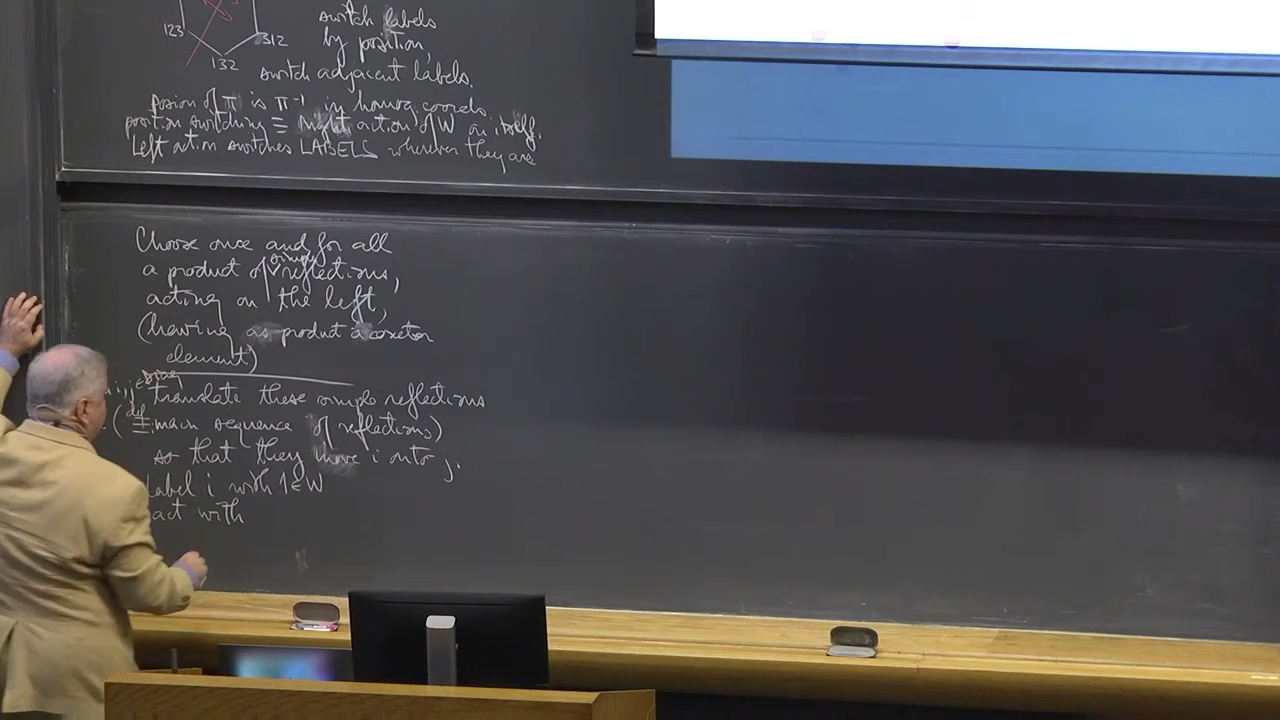 123
312
132
switch labels
by position,
switch adjacent labels.
posion of π is π⁻¹ in coords.
position switching ≡ right action of W on itself.
Left action switches LABELS wherever they are
Choose once and for all
a product of simple reflections,
acting on the left,
(having as product a coxeter
element)
i,j ∈
translate these simple reflections
(def main sequence of reflections)
so that they move i onto j.
Label i with 1∈W
act with